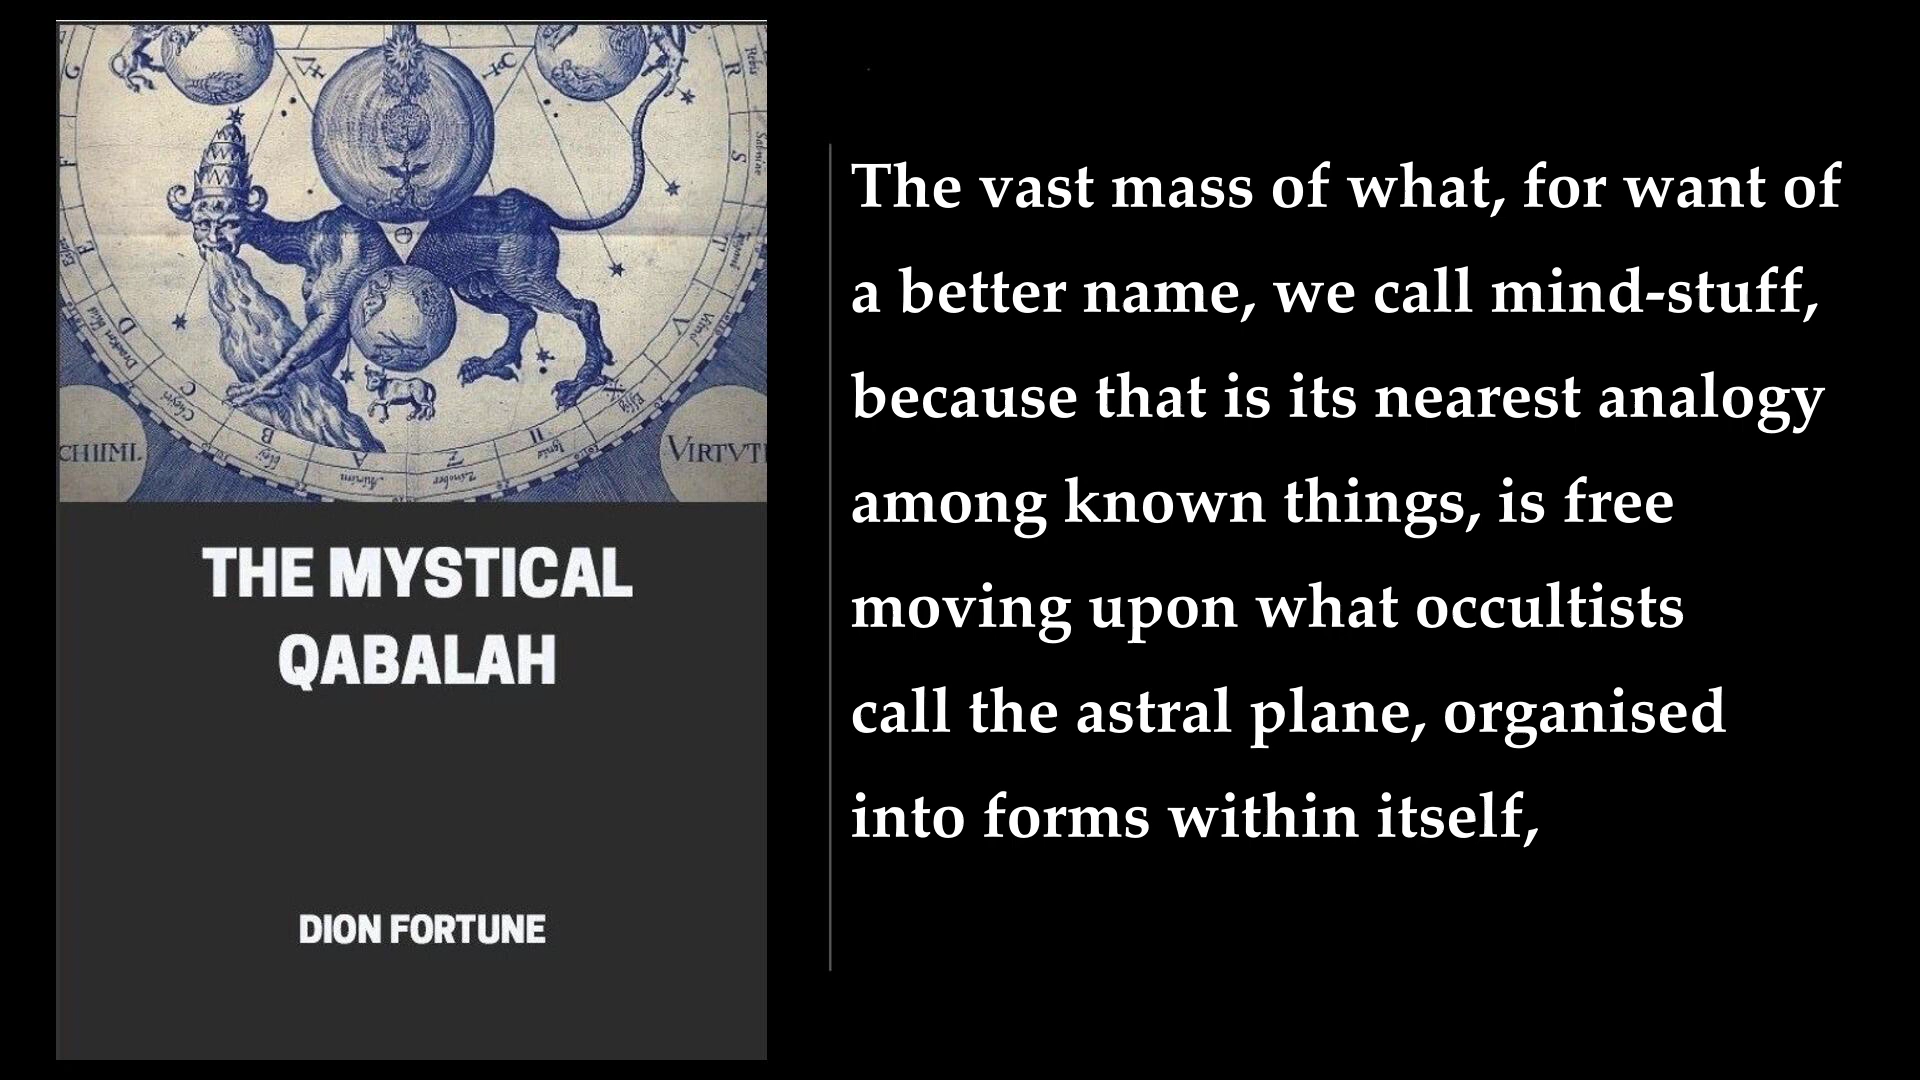 THE MYSTICAL
QABALAH
DION FORTUNE
CHIIMI.
VIRTVT
The vast mass of what, for want of
a better name, we call mind-stuff,
because that is its nearest analogy
among known things, is free
moving upon what occultists
call the astral plane, organised
into forms within itself,